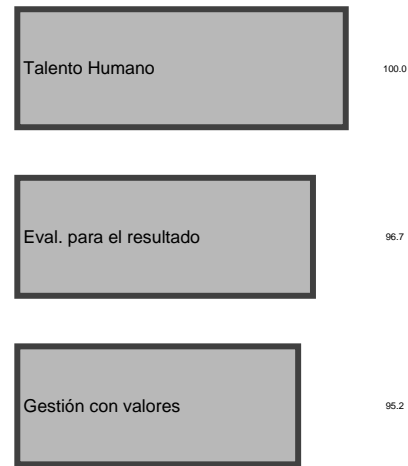 Talento Humano 100.0
Eval. para el resultado 96.7
Gestión con valores 95.2